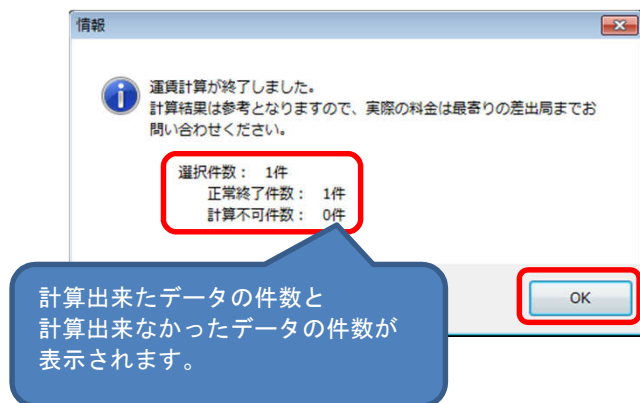 情報
運賃計算が終了しました。
計算結果は参考となりますので、実際の料金は最寄りの差出局までお
問い合わせください。
選択件数： 1件
正常終了件数： 1件
計算不可件数： 0件
OK
計算出来たデータの件数と
計算出来なかったデータの件数が
表示されます。